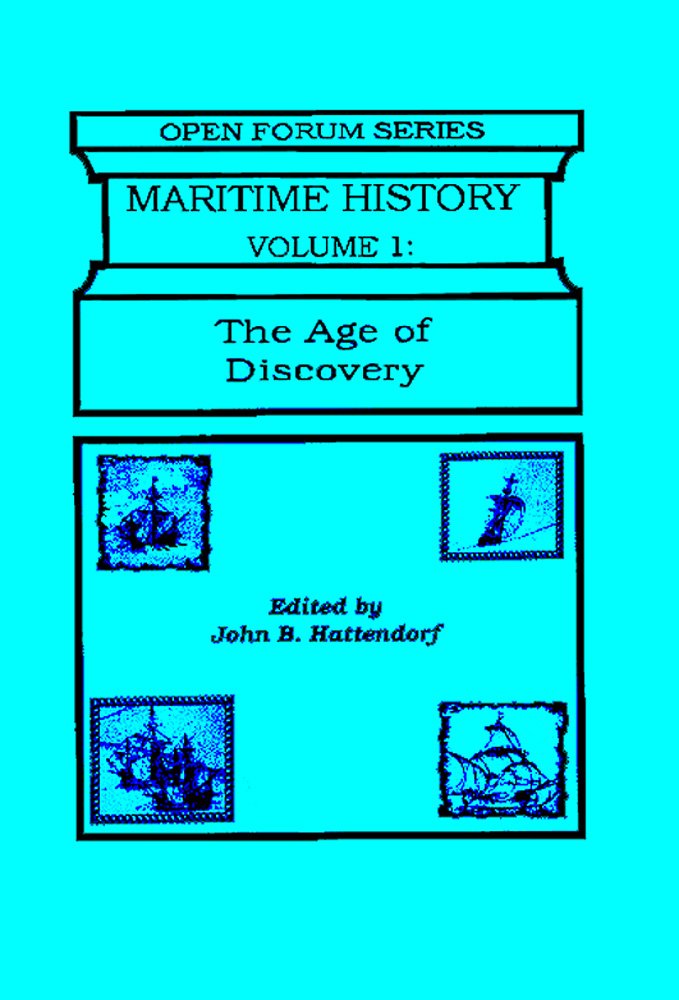 OPEN FORUM SERIES
MARITIME HISTORY
VOLUME 1:
The Age of
Discovery
Edited by
John B. Hattendorf